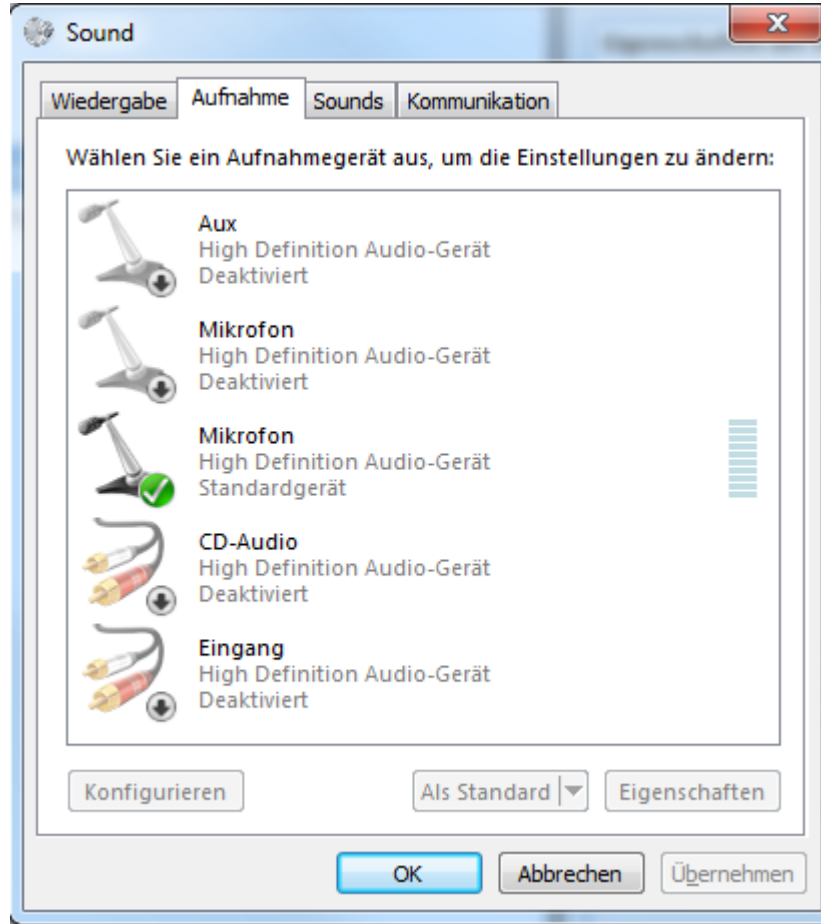 Sound
Wiedergabe Aufnahme Sounds Kommunikation
Wählen Sie ein Aufnahmegerät aus, um die Einstellungen zu ändern:
Aux
High Definition Audio-Gerät
Deaktiviert
Mikrofon
High Definition Audio-Gerät
Deaktiviert
Mikrofon
High Definition Audio-Gerät
Standardgerät
CD-Audio
High Definition Audio-Gerät
Deaktiviert
Eingang
High Definition Audio-Gerät
Deaktiviert
Konfigurieren Als Standard Eigenschaften
OK Abbrechen Übernehmen